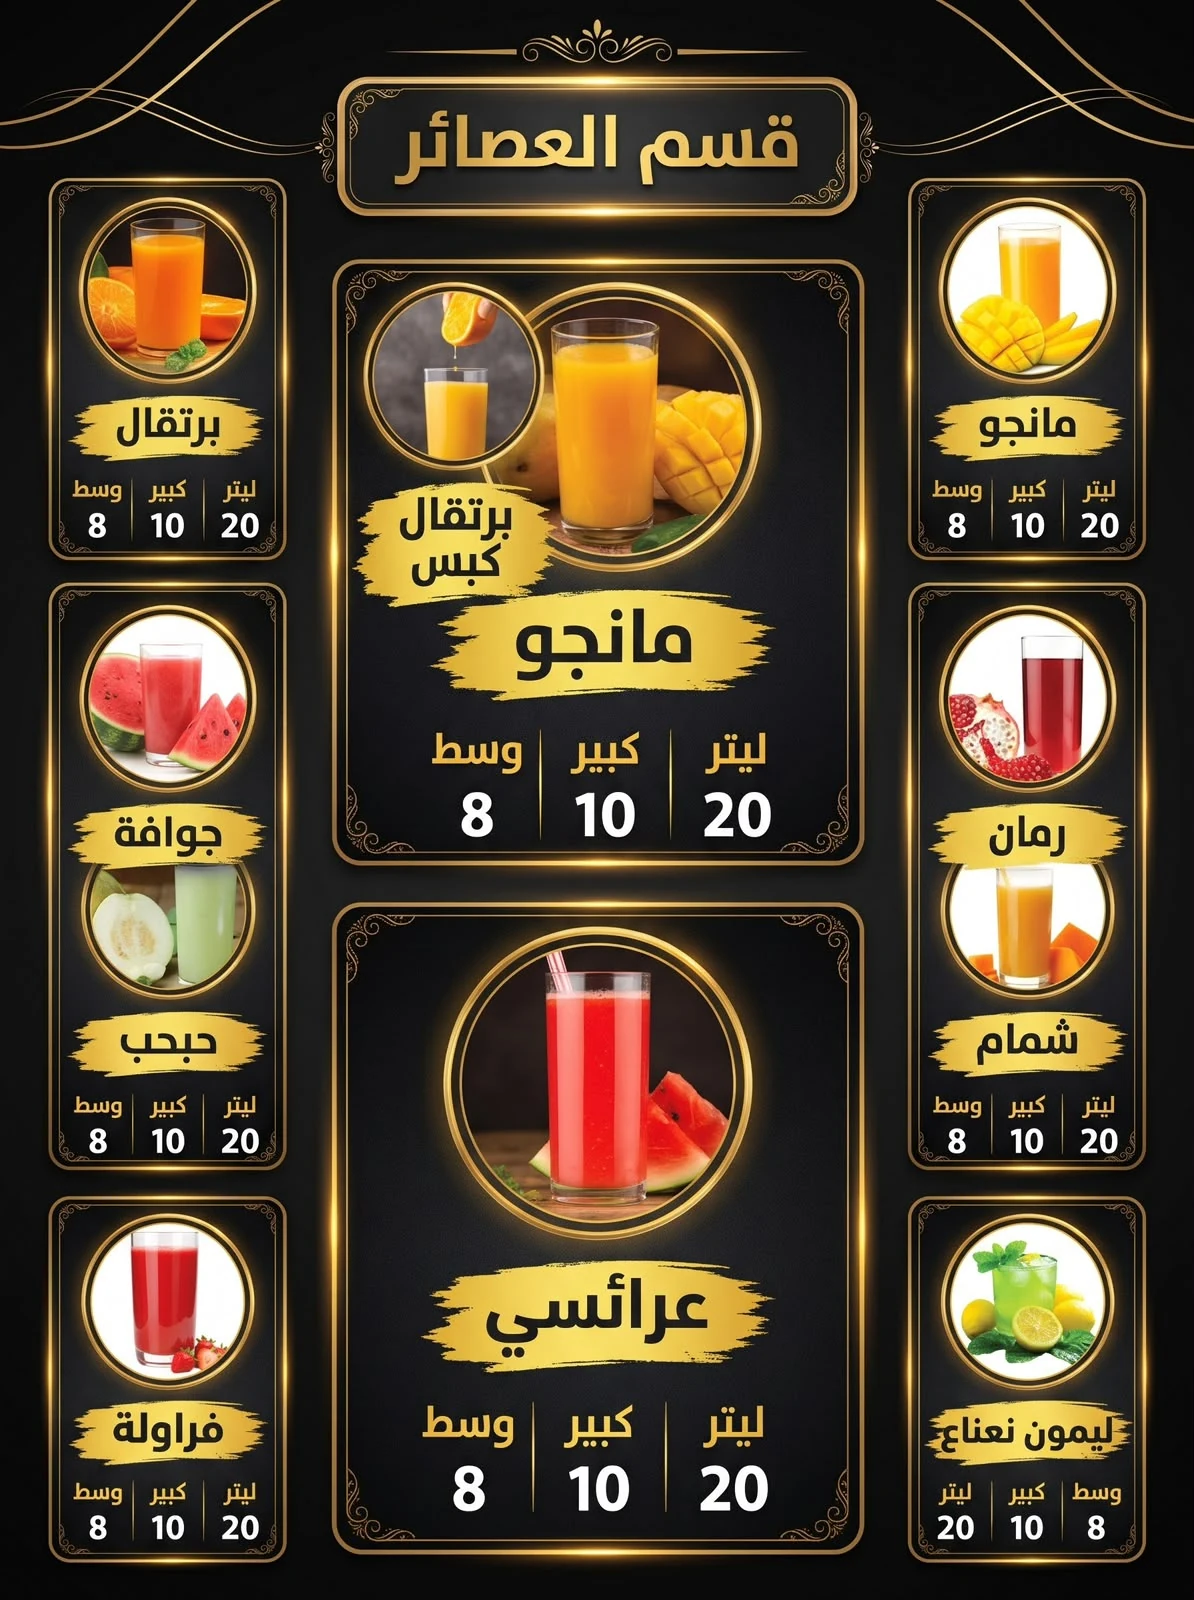 قسم العصائر
مانجو
ليتر كبير وسط
20 10 8
رمان
شمام
ليتر كبير وسط
20 10 8
ليمون نعناع
وسط كبير ليتر
8 10 20
برتقال
كبس
مانجو
ليتر كبير وسط
20 10 8
عرائسي
ليتر كبير وسط
20 10 8
برتقال
ليتر كبير وسط
20 10 8
جوافة
حبحب
ليتر كبير وسط
20 10 8
فراولة
ليتر كبير وسط
20 10 8